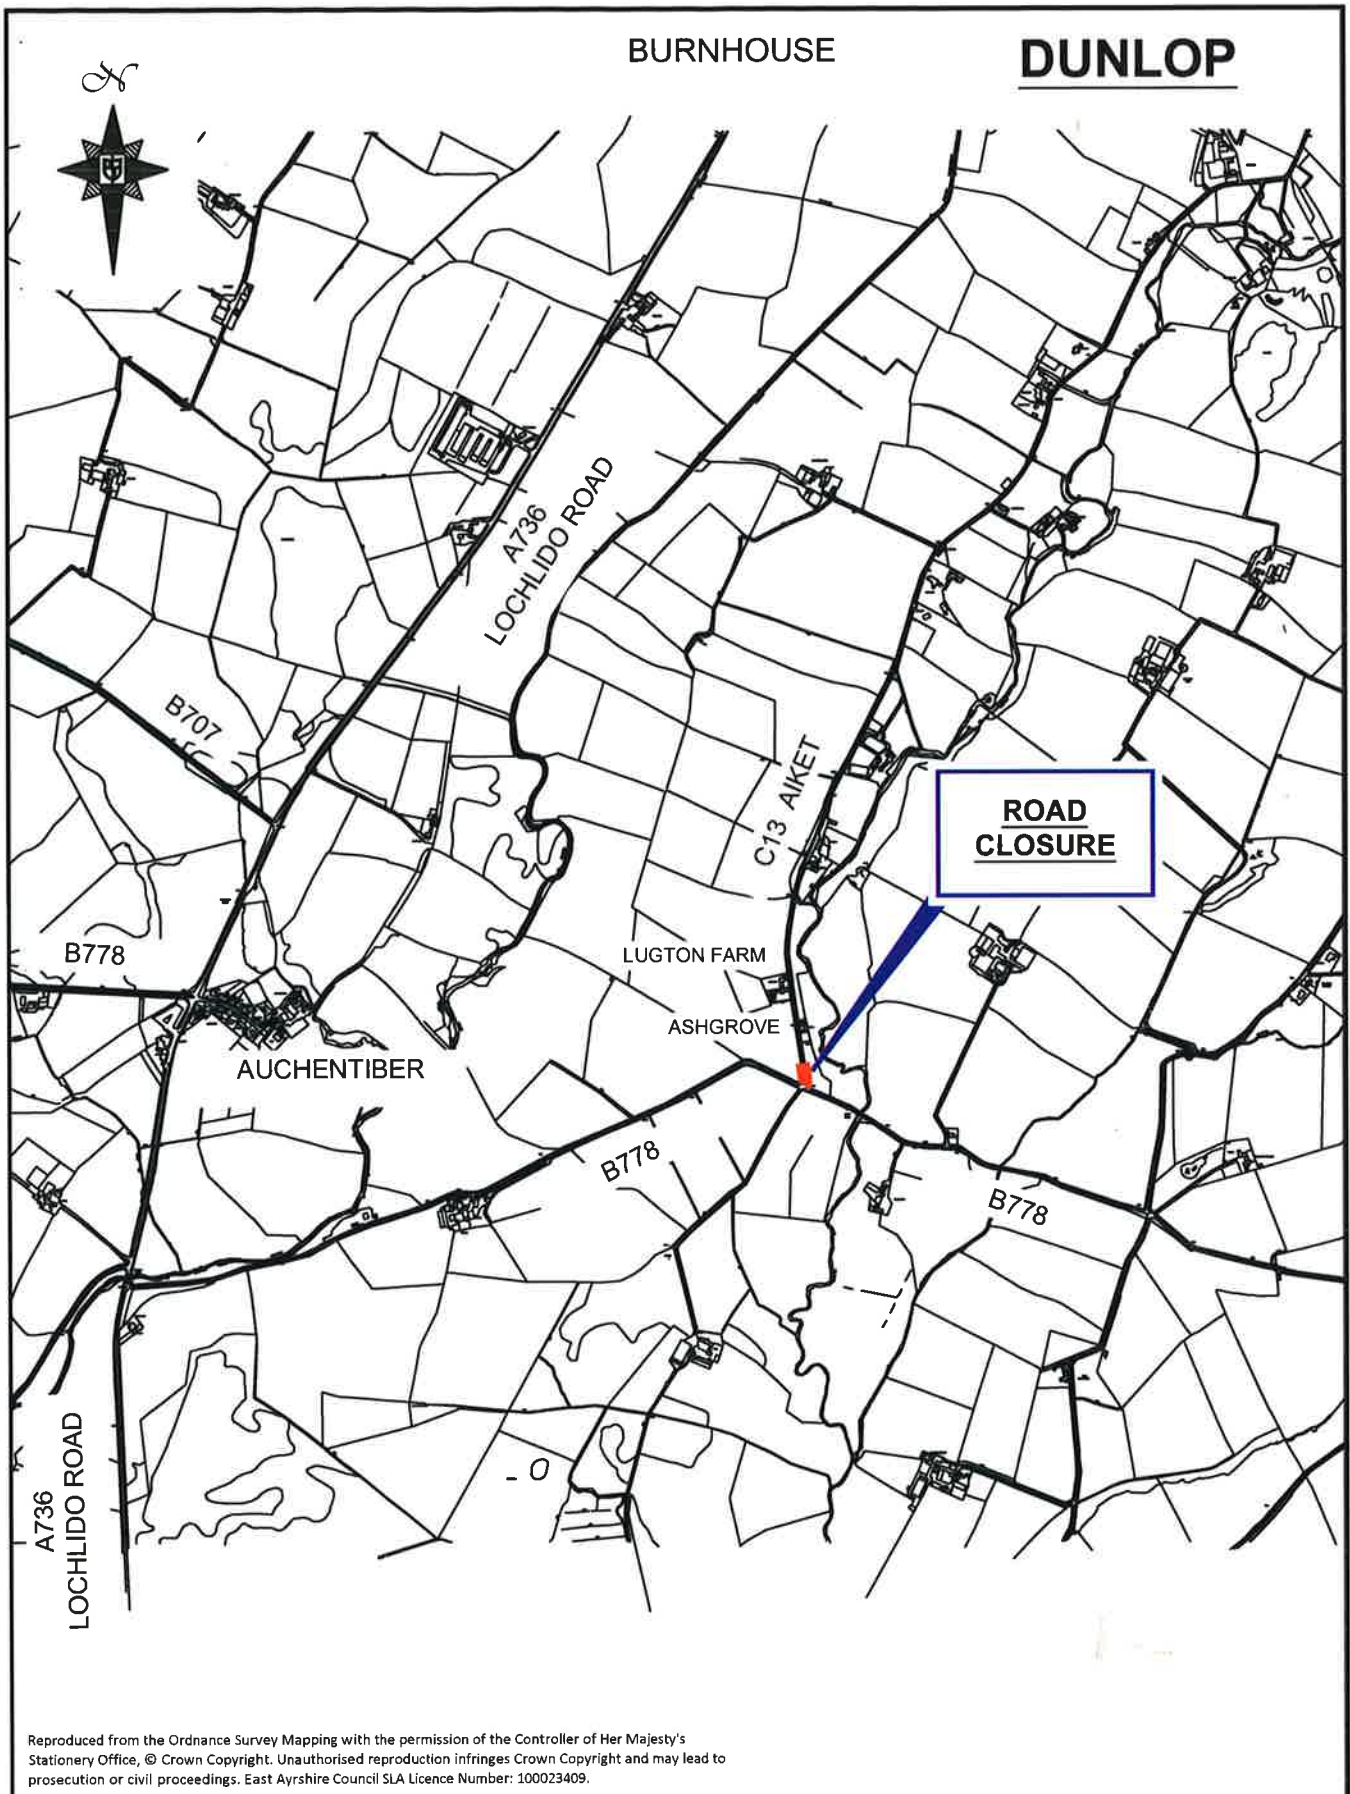 N
BURNHOUSE
DUNLOP
A736
LOCHLIDO ROAD
B707
C13 AIKET
ROAD
CLOSURE
B778
LUGTON FARM
ASHGROVE
AUCHENTIBER
B778
B778
A736
LOCHLIDO ROAD
- 0
Reproduced from the Ordnance Survey Mapping with the permission of the Controller of Her Majesty's
Stationery Office, © Crown Copyright. Unauthorised reproduction infringes Crown Copyright and may lead to
prosecution or civil proceedings. East Ayrshire Council SLA Licence Number: 100023409.